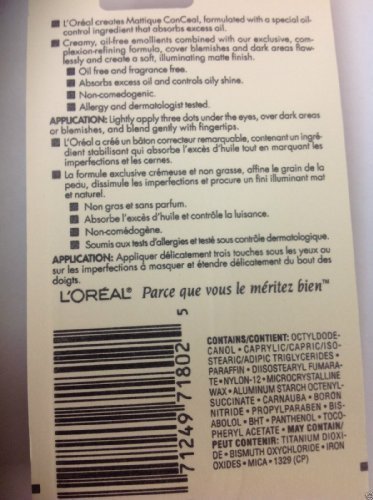 ■ L'Oréal creates Mattique ConCeal, formulated with a special oil-
control ingredient that absorbs excess oil.
■ Creamy, oil-free emollients combined with our exclusive, com-
plexion-refining formula, cover blemishes and dark areas flaw-
lessly and create a soft, illuminating matte finish.
■ Oil free and fragrance free.
■ Absorbs excess oil and controls oily shine.
■ Non-comedogenic.
■ Allergy and dermatologist tested.
APPLICATION: Lightly apply three dots under the eyes, over dark areas
or blemishes, and blend gently with fingertips.
■ L'Oréal a créé un bâton correcteur remarquable, contenant un ingré-
dient stabilisant qui absorbe l'excès d'huile tout en marquant les
imperfections et les cernes.
■ La formule exclusive crémeuse et non grasse, affine le grain de la
peau, dissimule les imperfections et procure un fini illuminant mat
et naturel.
■ Non gras et sans parfum.
■ Absorbe l'excès d'huile et contrôle la luisance.
■ Non-comédogène.
■ Soumis aux tests d'allergies et testé sous contrôle dermatologique.
APPLICATION: Appliquer délicatement trois touches sous les yeux ou
sur les imperfections à masquer et étendre délicatement du bout des
doigts.
L'ORÉAL® Parce que vous le méritez bien™
71249 71802 5
CONTAINS/CONTIENT: OCTYLDODE-
CANOL • CAPRYLIC/CAPRIC/ISO-
STEARIC/ADIPIC TRIGLYCERIDES •
PARAFFIN • DIISOSTEARYL FUMARA-
TE • NYLON-12 • MICROCRYSTALLINE
WAX • ALUMINUM STARCH OCTENYL-
SUCCINATE • CARNAUBA • BORON
NITRIDE • PROPYLPARABEN • BIS-
ABOLOL • BHT • PANTHENOL • TOCO-
PHERYL ACETATE • MAY CONTAIN/
PEUT CONTENIR: TITANIUM DIOXI-
DE • BISMUTH OXYCHLORIDE • IRON
OXIDES • MICA • 1329 (CP)